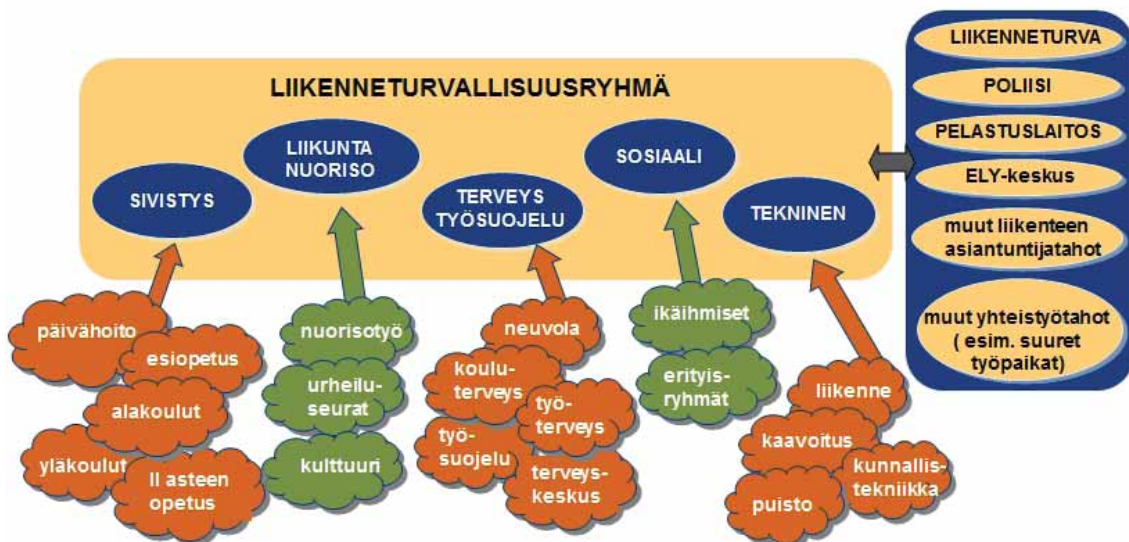 LIIKENNETURVALLISUUSRYHMÄ
SIVISTYS
LIIKUNTA
NUORISO
TERVEYS
TYÖSUOJELU
SOSIAALI
TEKNINEN
LIIKENNETURVA
POLIISI
PELASTUSLAITOS
ELY-keskus
muut liikenteen
asiantuntijatahot
muut yhteistyötahot
( esim. suuret
työpaikat)
päivähoito
esiopetus
alakoulut
yläkoulut
II asteen
opetus
nuorisotyö
urheilu-
seurat
kulttuuri
neuvola
koulu-
terveys
työ-
terveys
työ-
suojelu
terveys-
keskus
ikäihmiset
erityis-
ryhmät
liikenne
kaavoitus
kunnallis-
tekniikka
puisto